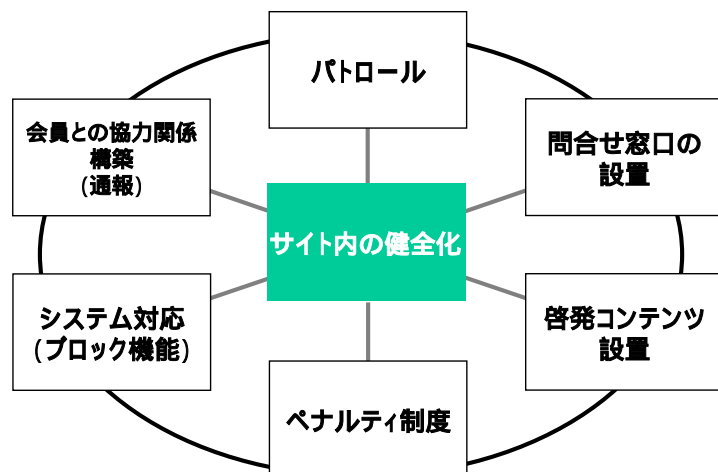 パトロール
会員との協力関係
構築
(通報)
問合せ窓口の
設置
サイト内の健全化
システム対応
(ブロック機能)
啓発コンテンツ
設置
ペナルティ制度